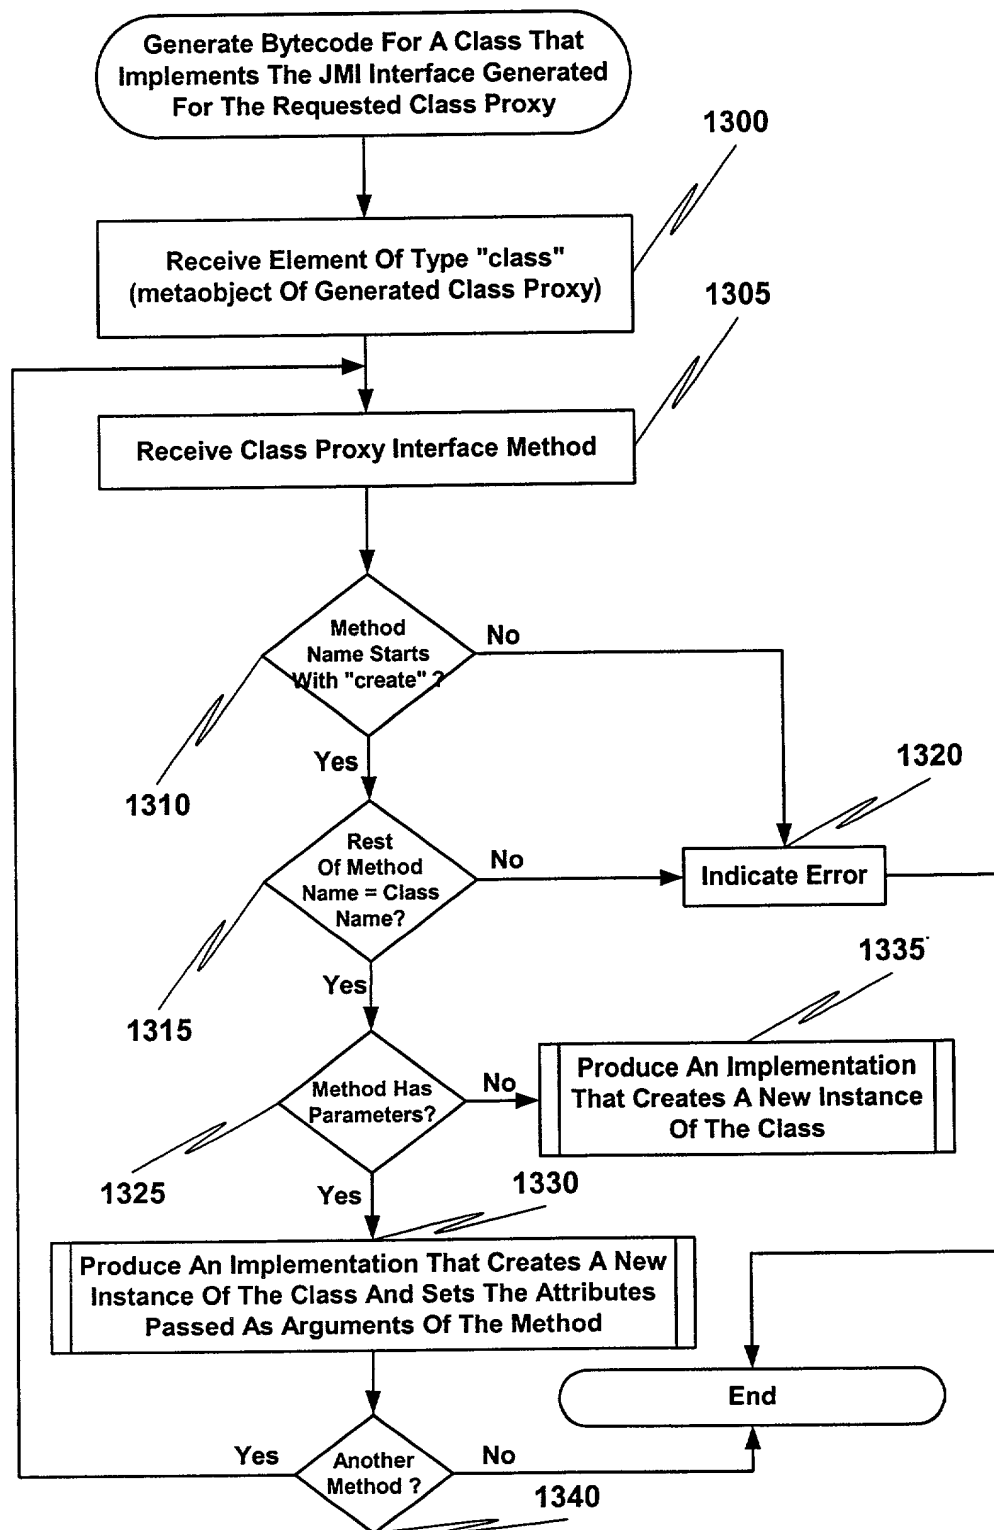 Generate Bytecode For A Class That
Implements The JMI Interface Generated
For The Requested Class Proxy
1300
Receive Element Of Type "class"
(metaobject Of Generated Class Proxy)
1305
Receive Class Proxy Interface Method
Method
Name Starts
With "create" ?
No
Yes
1310
1320
Rest
Of Method
Name = Class
Name?
No
Indicate Error
Yes
1315
1335
Method Has
Parameters?
No
Produce An Implementation
That Creates A New Instance
Of The Class
1325
Yes
1330
Produce An Implementation That Creates A New
Instance Of The Class And Sets The Attributes
Passed As Arguments Of The Method
End
Yes
Another
Method ?
No
1340